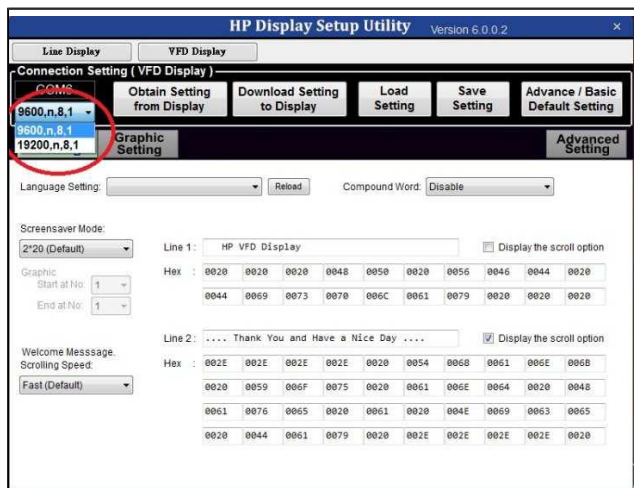 HP Display Setup Utility Version 6.0.0.2 ×
Line Display VFD Display
Connection Setting ( VFD Display )
Obtain Setting from Display
Download Setting to Display
Load Setting
Save Setting
Advance / Basic Default Setting
9600,n,8,1
9600,n,8,1
19200,n,8,1
Graphic Setting
Advanced Setting
Language Setting: Reload Compound Word: Disable
Screensaver Mode:
2*20 (Default)
Graphic
Start at No: 1
End at No: 1
Welcome Messsage.
Scrolling Speed:
Fast (Default)
Line 1 : HP VFD Display Display the scroll option
Hex : 0020 0020 0020 0048 0050 0020 0056 0046 0044 0020
0044 0069 0073 0070 006C 0061 0079 0020 0020 0020
Line 2 : .... Thank You and Have a Nice Day .... Display the scroll option
Hex : 002E 002E 002E 002E 0020 0054 0068 0061 006E 006B
0020 0059 006F 0075 0020 0061 006E 0064 0020 0048
0061 0076 0065 0020 0061 0020 004E 0069 0063 0065
0020 0044 0061 0079 0020 002E 002E 002E 002E 0020